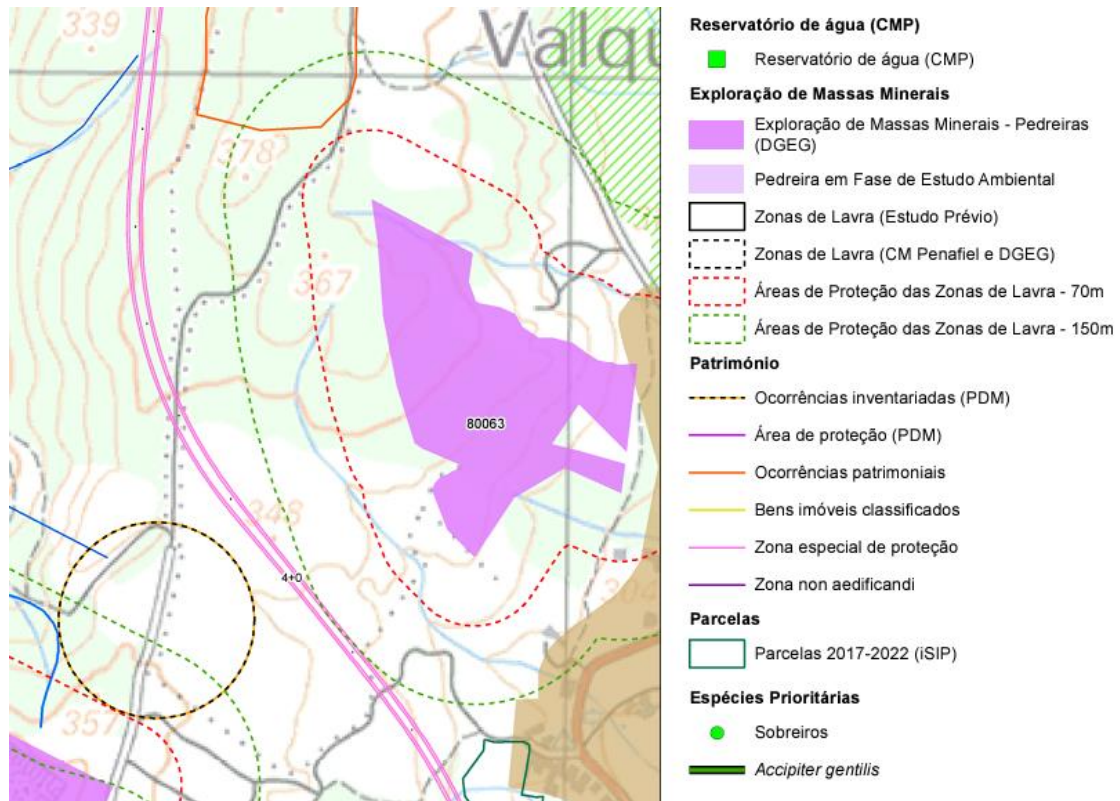 339
Valqu
378
367
80063
348
4+0
304
357
Reservatório de água (CMP)
Reservatório de água (CMP)
Exploração de Massas Minerais
Exploração de Massas Minerais - Pedreiras
(DGEG)
Pedreira em Fase de Estudo Ambiental
Zonas de Lavra (Estudo Prévio)
Zonas de Lavra (CM Penafiel e DGEG)
Áreas de Proteção das Zonas de Lavra - 70m
Áreas de Proteção das Zonas de Lavra - 150m
Património
Ocorrências inventariadas (PDM)
Área de proteção (PDM)
Ocorrências patrimoniais
Bens imóveis classificados
Zona especial de proteção
Zona non aedificandi
Parcelas
Parcelas 2017-2022 (iSIP)
Espécies Prioritárias
Sobreiros
Accipiter gentilis